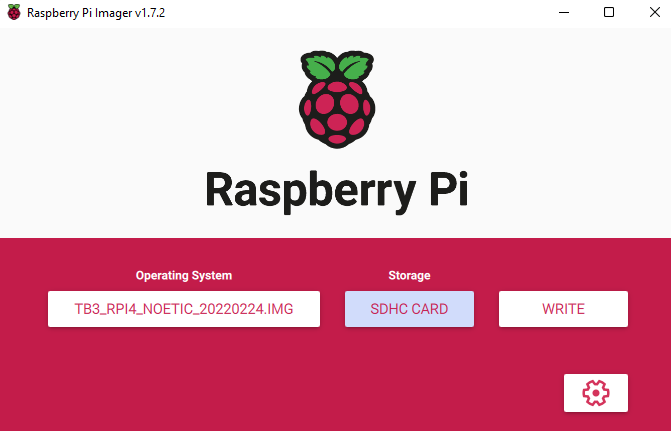 Raspberry Pi Imager v1.7.2
Raspberry Pi
Operating System
Storage
TB3_RPI4_NOETIC_20220224.IMG
SDHC CARD
WRITE